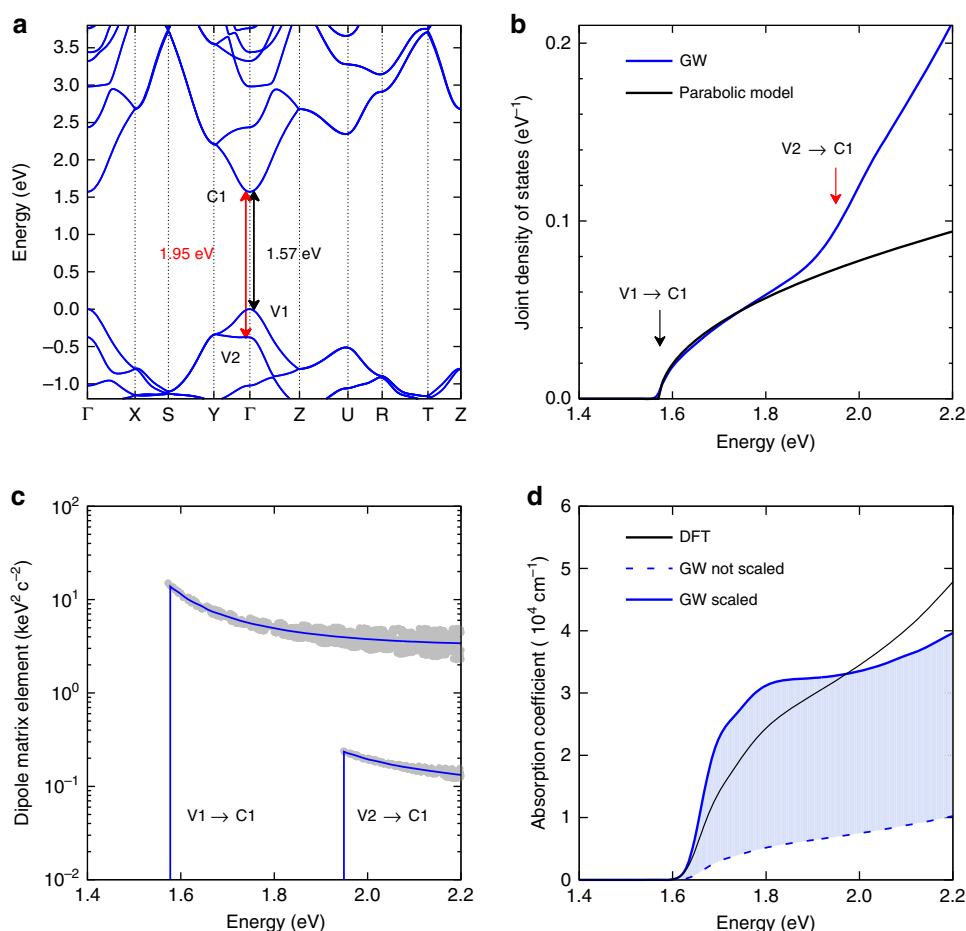 a
3.5
3.0
2.5
2.0
1.5
1.0
0.5
0.0
−0.5
−1.0
Energy (eV)
C1
1.95 eV
1.57 eV
V1
V2
Γ X S Y Γ Z U R T Z
b
0.2
0.1
0.0
Joint density of states (eV⁻¹)
GW
Parabolic model
V2 → C1
V1 → C1
1.4 1.6 1.8 2.0 2.2
Energy (eV)
c
10²
10¹
10⁰
10⁻¹
10⁻²
Dipole matrix element (keV² c⁻²)
V1 → C1
V2 → C1
1.4 1.6 1.8 2.0 2.2
Energy (eV)
d
6
5
4
3
2
1
0
Absorption coefficient ( 10⁴ cm⁻¹)
DFT
GW not scaled
GW scaled
1.4 1.6 1.8 2.0 2.2
Energy (eV)